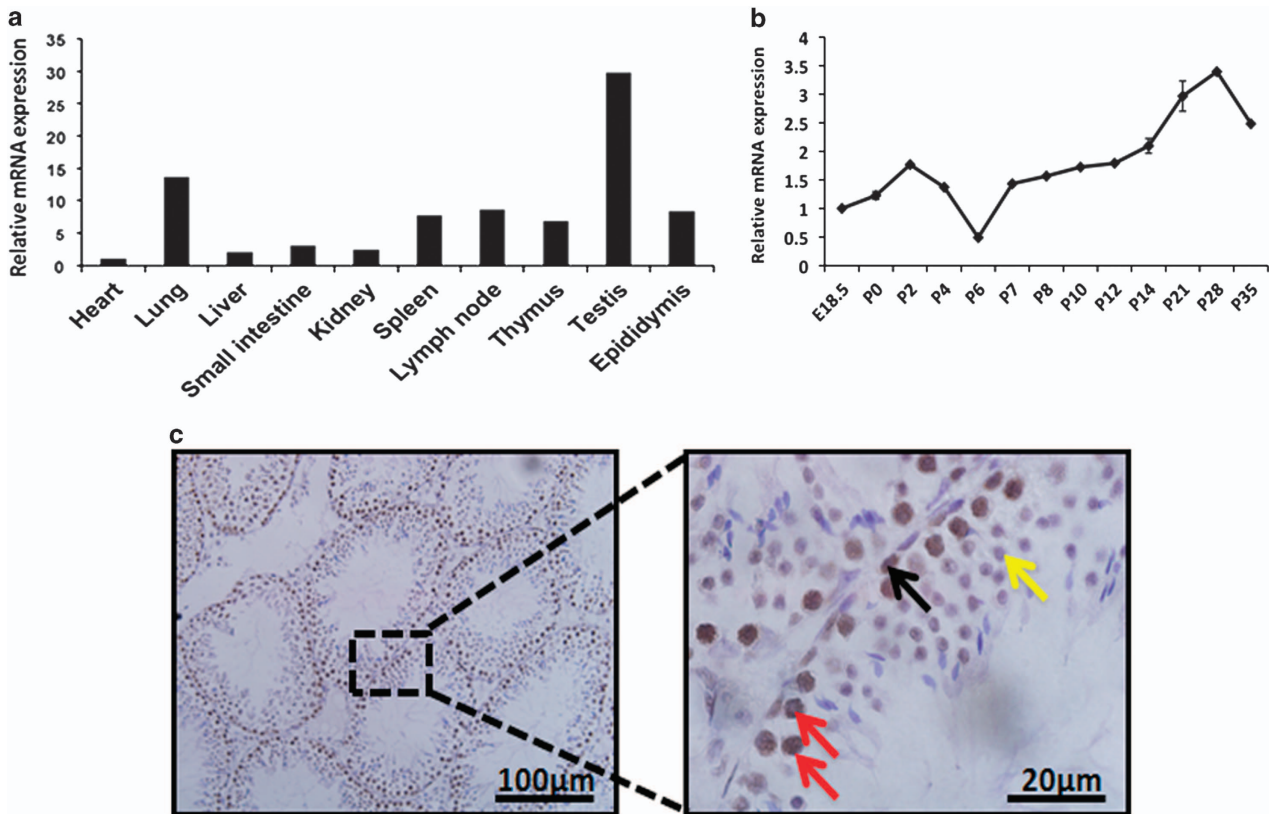 a
Relative mRNA expression
35
30
25
20
15
10
5
0
Heart
Lung
Liver
Small intestine
Kidney
Spleen
Lymph node
Thymus
Testis
Epididymis
b
Relative mRNA expression
4
3.5
3
2.5
2
1.5
1
0.5
0
E18.5
P0
P2
P4
P6
P7
P8
P10
P12
P14
P21
P28
P35
c
100μm
20μm